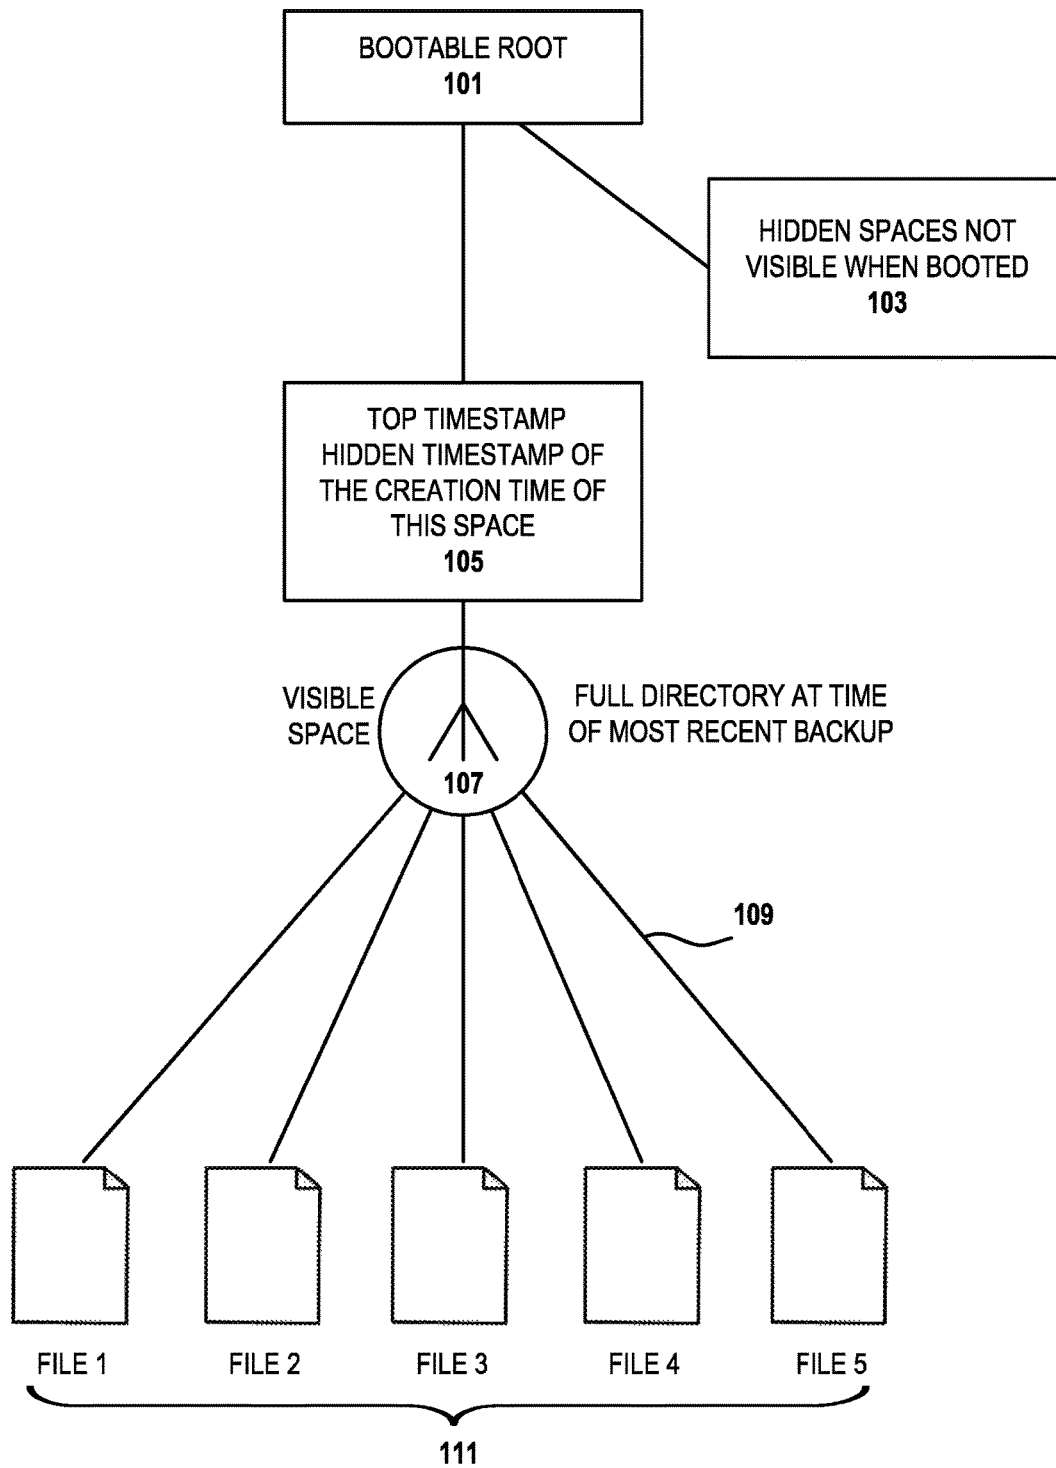 BOOTABLE ROOT
101
HIDDEN SPACES NOT
VISIBLE WHEN BOOTED
103
TOP TIMESTAMP
HIDDEN TIMESTAMP OF
THE CREATION TIME OF
THIS SPACE
105
VISIBLE
SPACE
107
FULL DIRECTORY AT TIME
OF MOST RECENT BACKUP
109
FILE 1
FILE 2
FILE 3
FILE 4
FILE 5
111